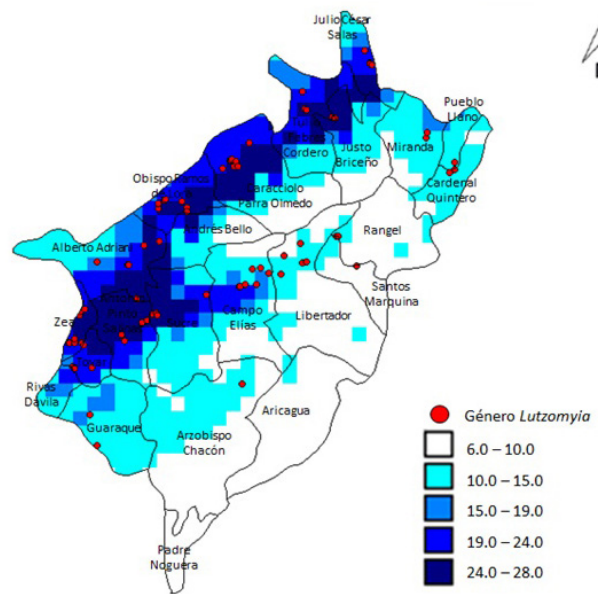 Julio César
Salas
Pueblo
Llano
Cordero
Justo
Briceño
Miranda
Cardenal
Quintero
Obispo Ramos
de Lora
Caracciolo
Parra Olmedo
Andrés Bello
Rangel
Alberto Adriani
Santos
Marquina
Zea
Campo
Elías
Libertador
Tovar
Rivas
Dávila
Guaraque
Arzobispo
Chacón
Aricagua
Padre
Noguera
Género Lutzomyia
6.0 – 10.0
10.0 – 15.0
15.0 – 19.0
19.0 – 24.0
24.0 – 28.0